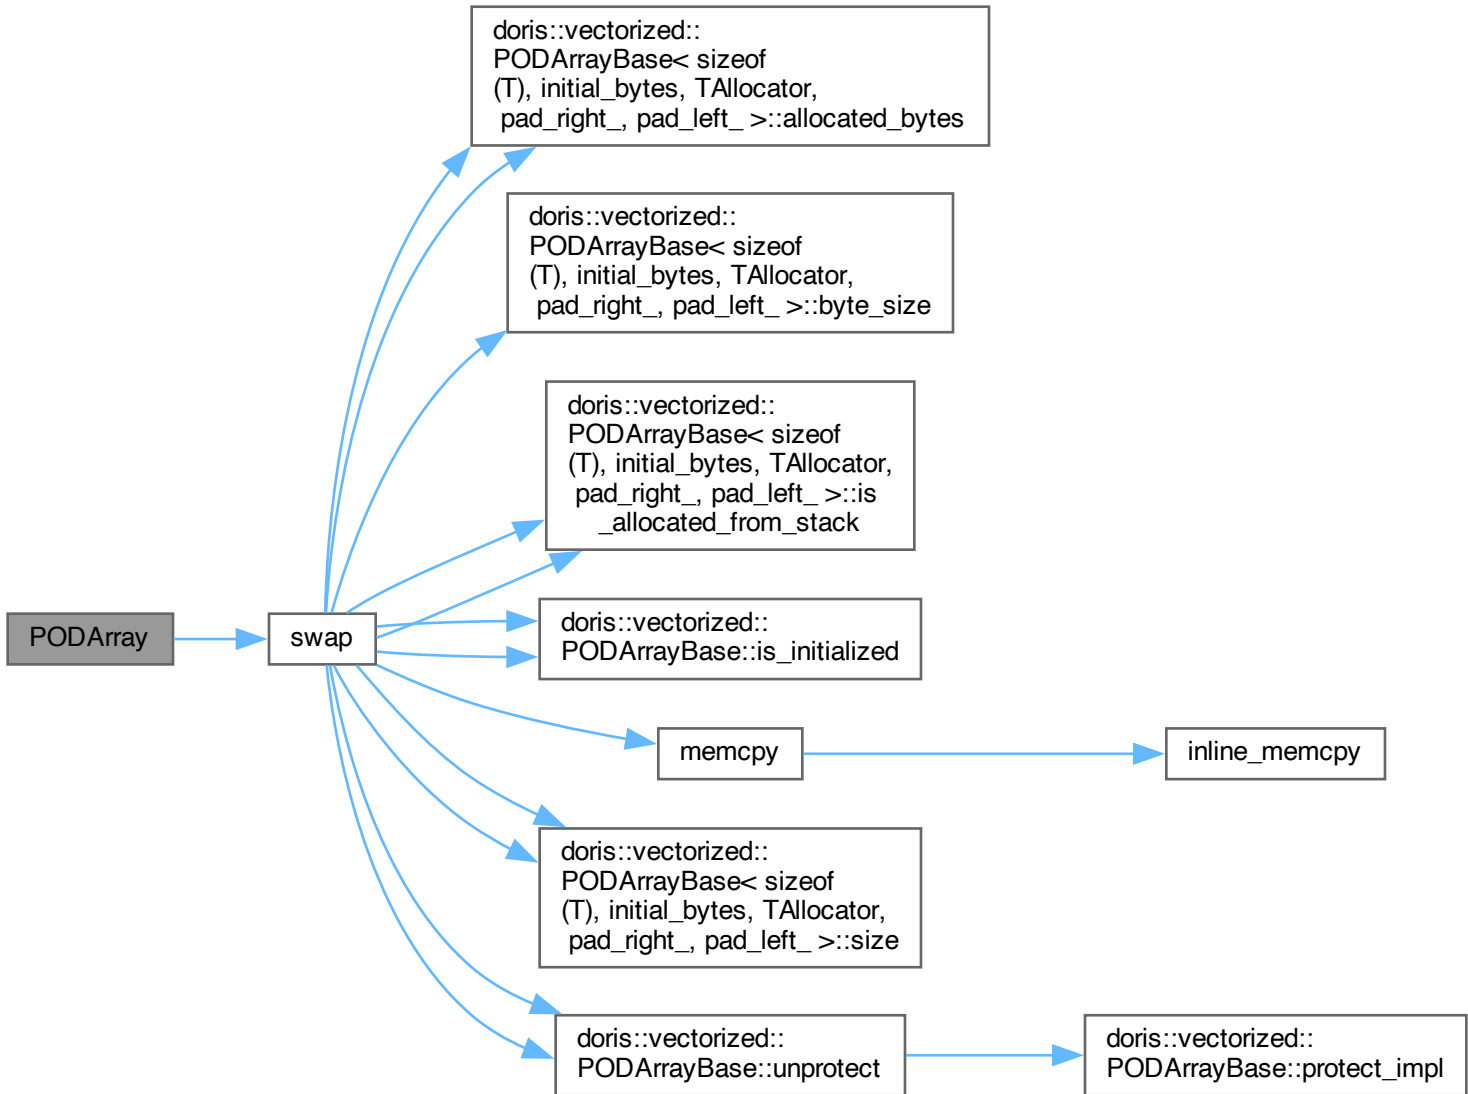 doris::vectorized::
PODArrayBase< sizeof
(T), initial_bytes, TAllocator,
pad_right_, pad_left_ >::allocated_bytes
doris::vectorized::
PODArrayBase< sizeof
(T), initial_bytes, TAllocator,
pad_right_, pad_left_ >::byte_size
doris::vectorized::
PODArrayBase< sizeof
(T), initial_bytes, TAllocator,
pad_right_, pad_left_ >::is
_allocated_from_stack
PODArray
swap
doris::vectorized::
PODArrayBase::is_initialized
memcpy
inline_memcpy
doris::vectorized::
PODArrayBase< sizeof
(T), initial_bytes, TAllocator,
pad_right_, pad_left_ >::size
doris::vectorized::
PODArrayBase::unprotect
doris::vectorized::
PODArrayBase::protect_impl